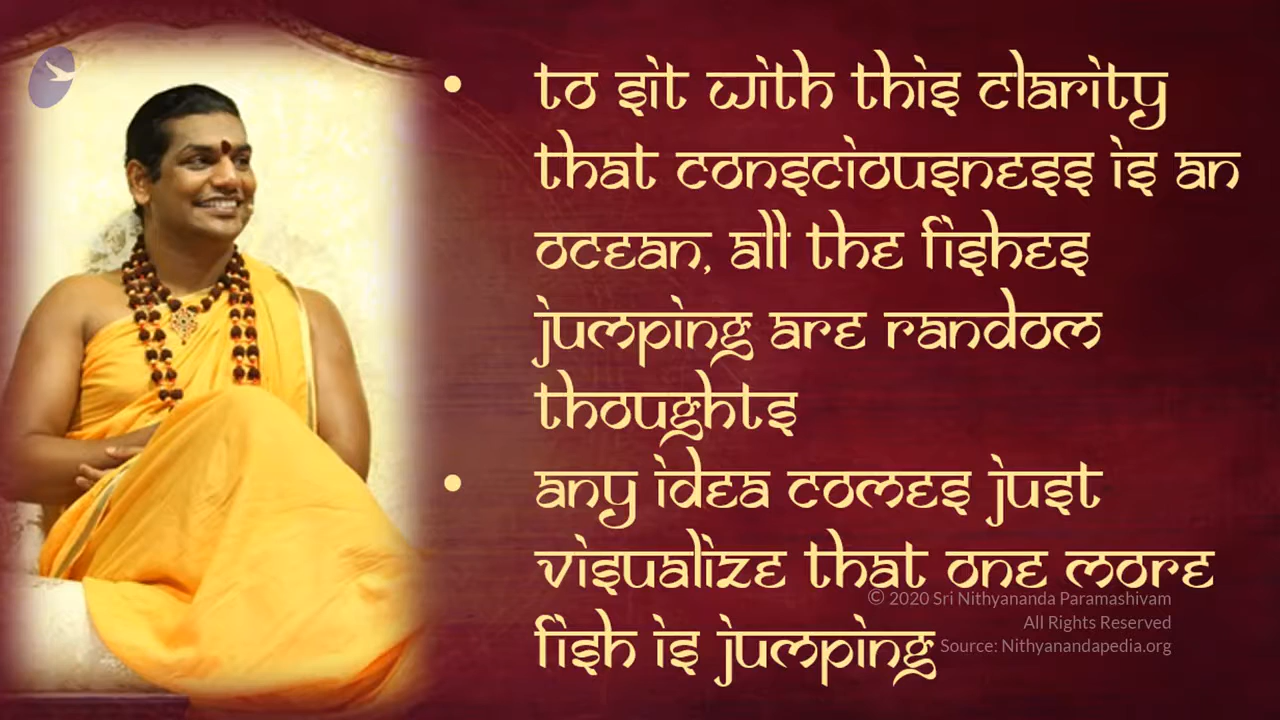 • to sit with this clarity
that consciousness is an
ocean, all the fishes
jumping are random
thoughts
• any idea comes just
visualize that one more
fish is jumping
© 2020 Sri Nithyananda Paramashivam
All Rights Reserved
Source: Nithyanandapedia.org